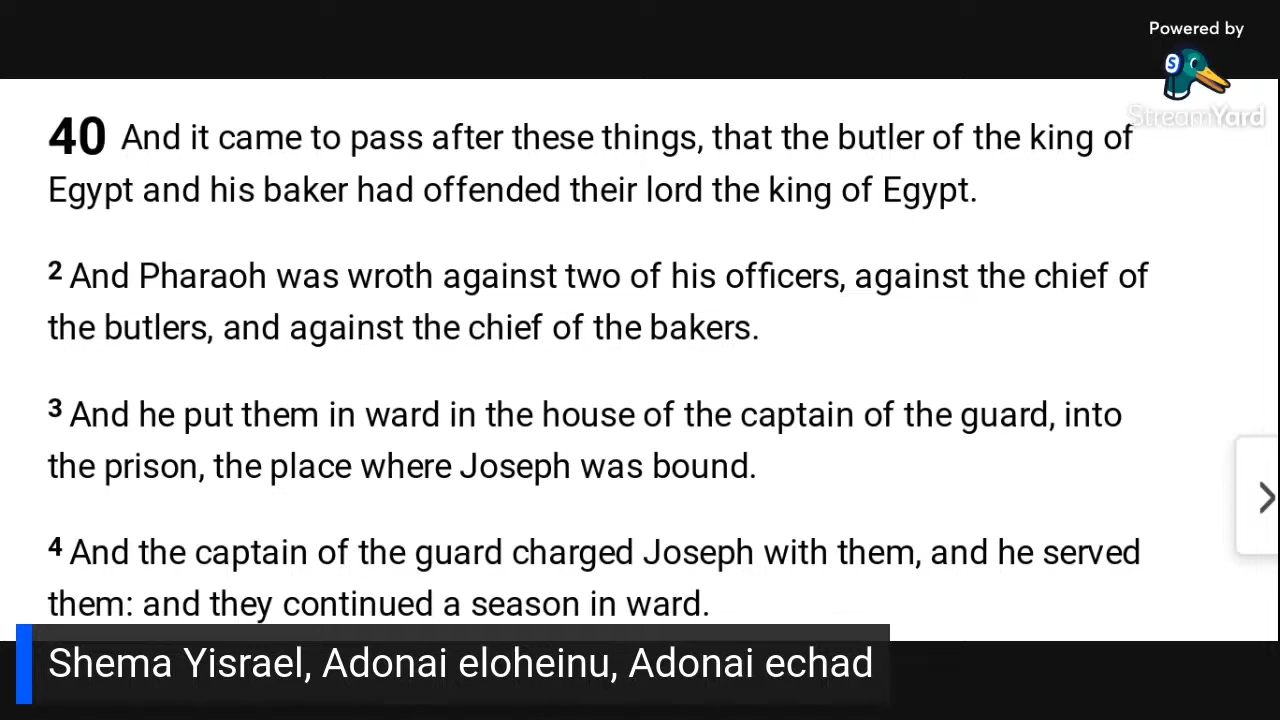 Powered by
S
StreamYard
40 And it came to pass after these things, that the butler of the king of
Egypt and his baker had offended their lord the king of Egypt.
2 And Pharaoh was wroth against two of his officers, against the chief of
the butlers, and against the chief of the bakers.
3 And he put them in ward in the house of the captain of the guard, into
the prison, the place where Joseph was bound.
4 And the captain of the guard charged Joseph with them, and he served
them: and they continued a season in ward.
Shema Yisrael, Adonai eloheinu, Adonai echad